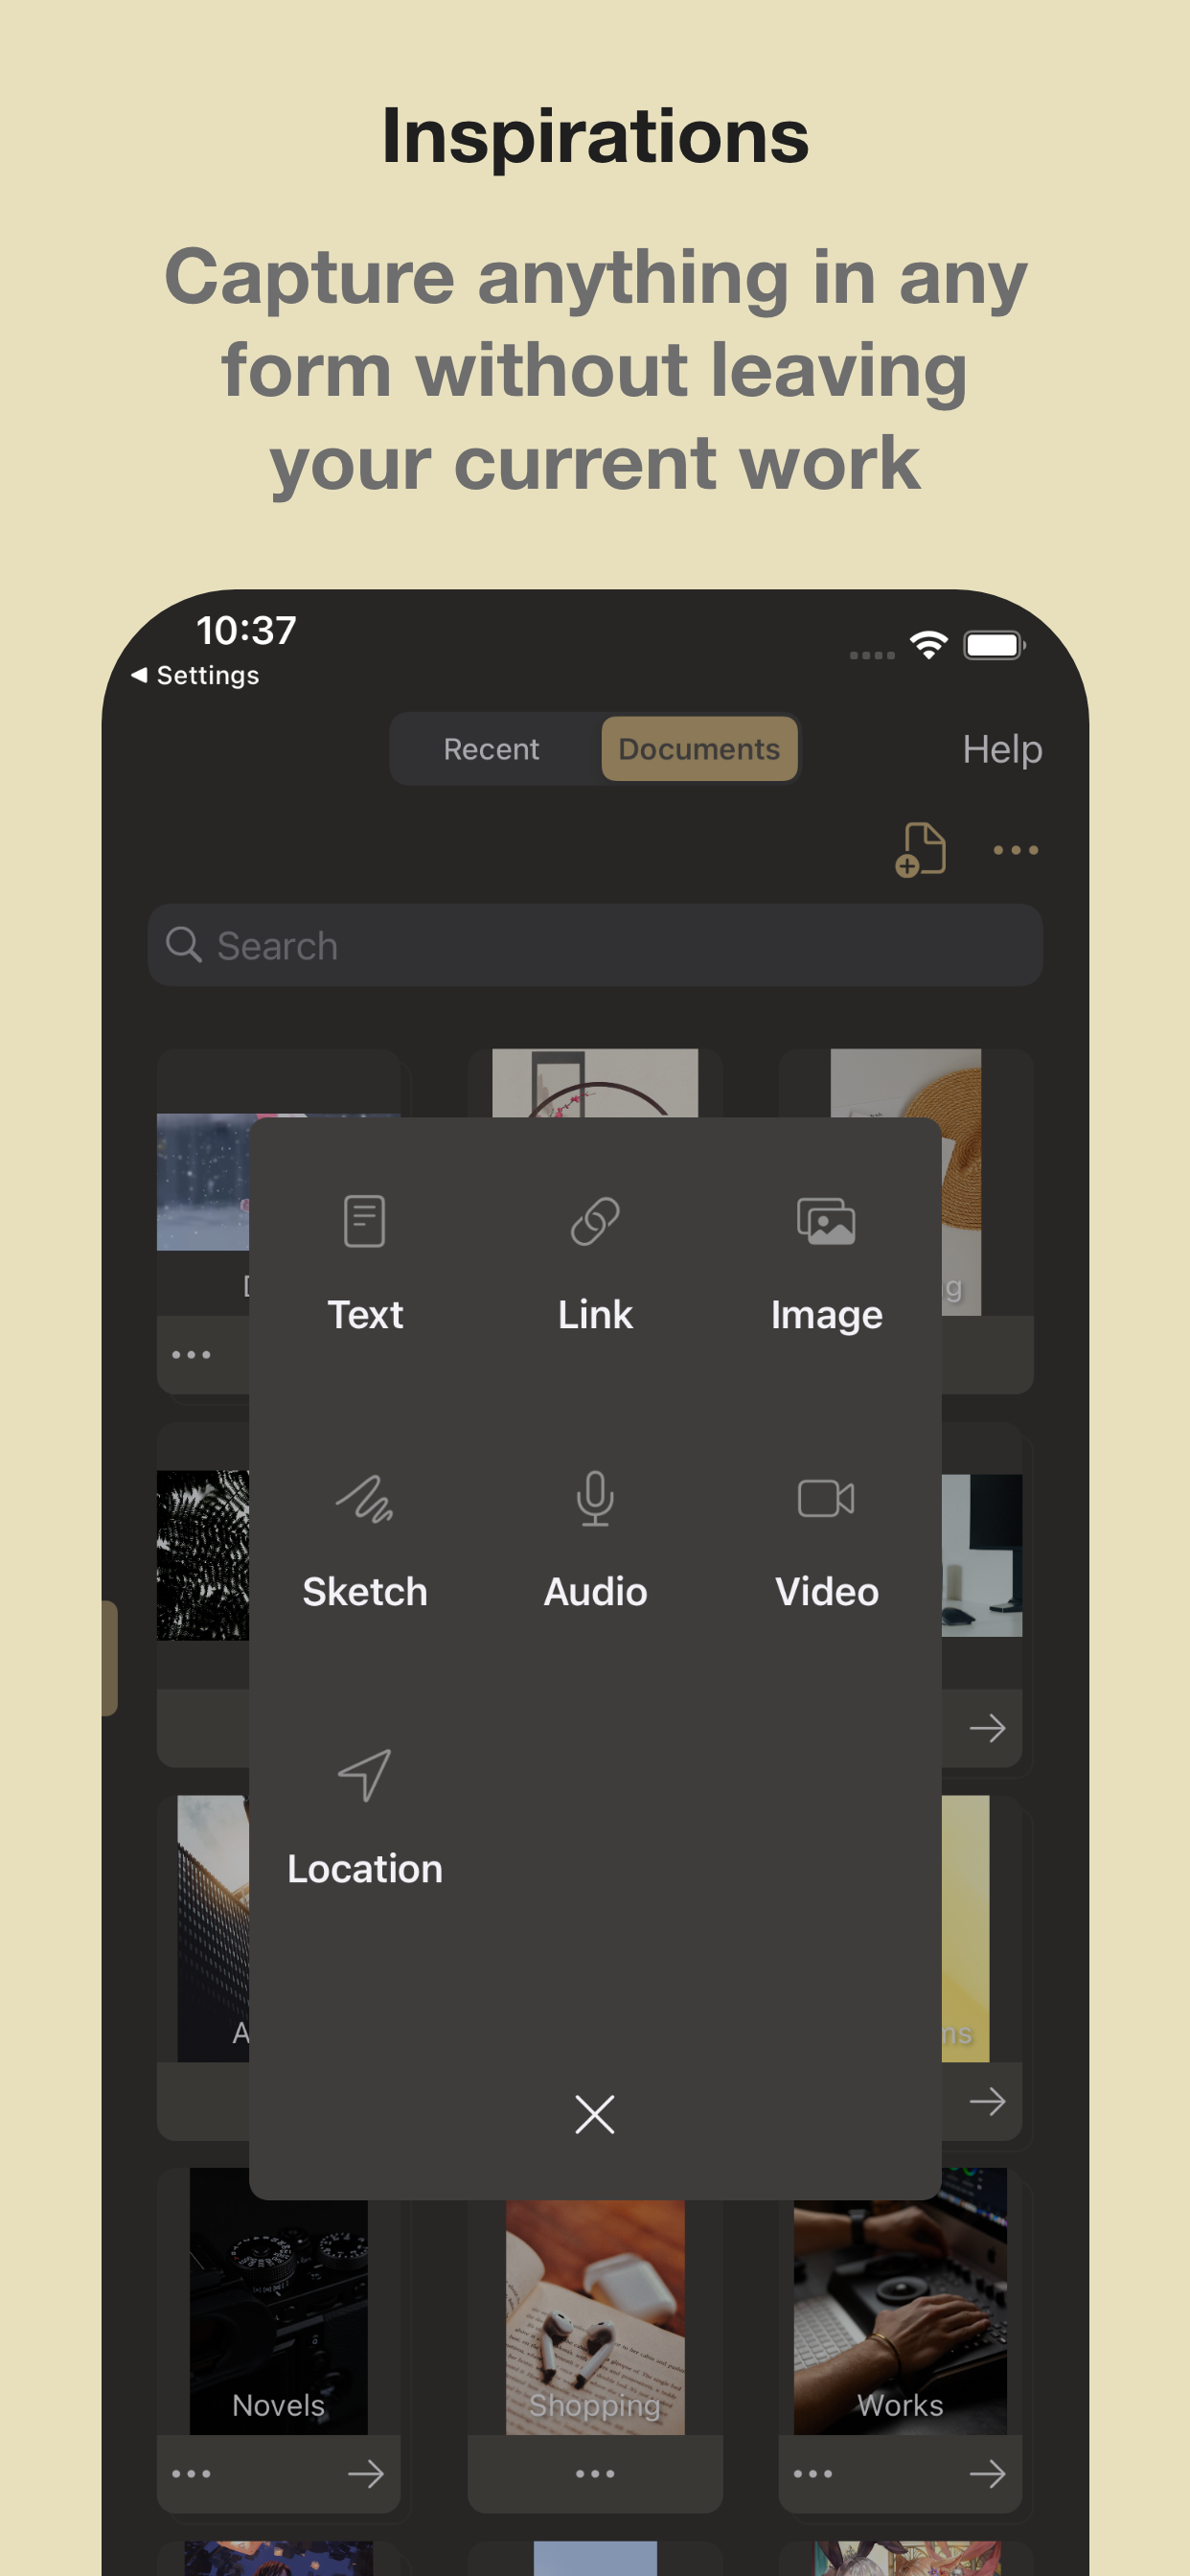 Inspirations
Capture anything in any
form without leaving
your current work
10:37
Settings
Recent
Documents
Help
Search
Text
Link
Image
Sketch
Audio
Video
Location
Novels
Shopping
Works